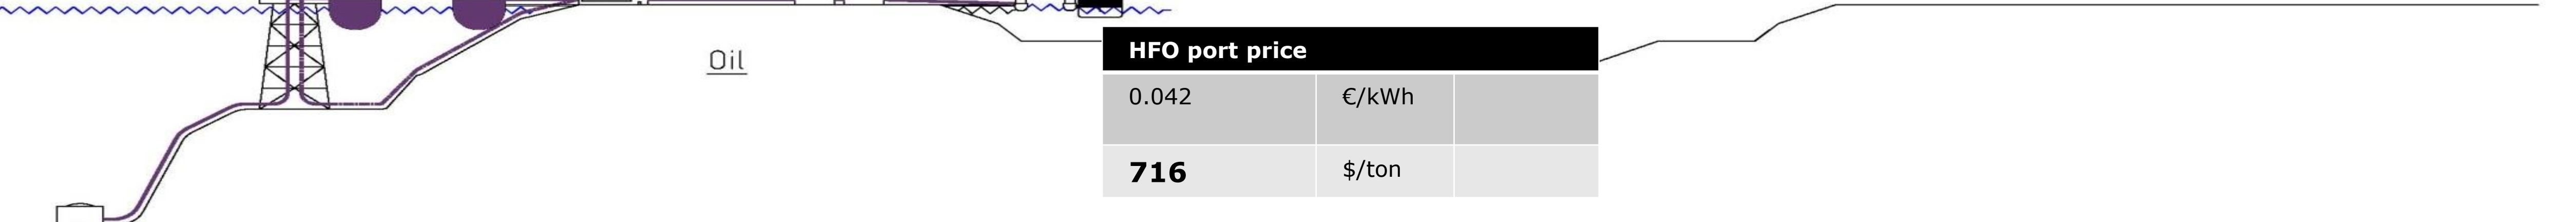 Oil
HFO port price
0.042 €/kWh
716 $/ton